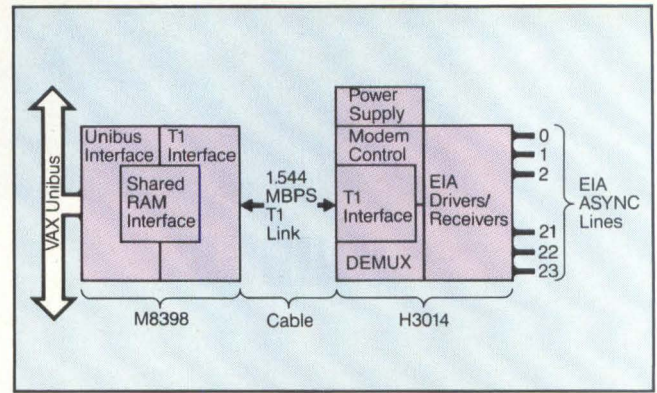 VAX Unibus
Unibus
Interface
T1
Interface
Shared
RAM
Interface
1.544
MBPS
T1
Link
Power
Supply
Modem
Control
T1
Interface
DEMUX
EIA
Drivers/
Receivers
0
1
2
21
22
23
EIA
ASYNC
Lines
M8398
Cable
H3014